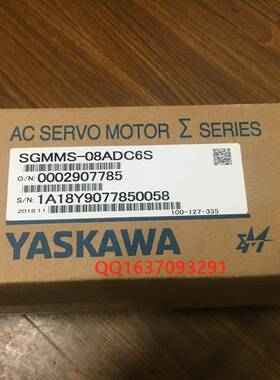 AC SERVO MOTOR Σ SERIES
SGMMS-08ADC6S
O/N: 0002907785
S/N: 1A18Y9077850058
2018.11
100-127-335
YASKAWA
QQ1637093291